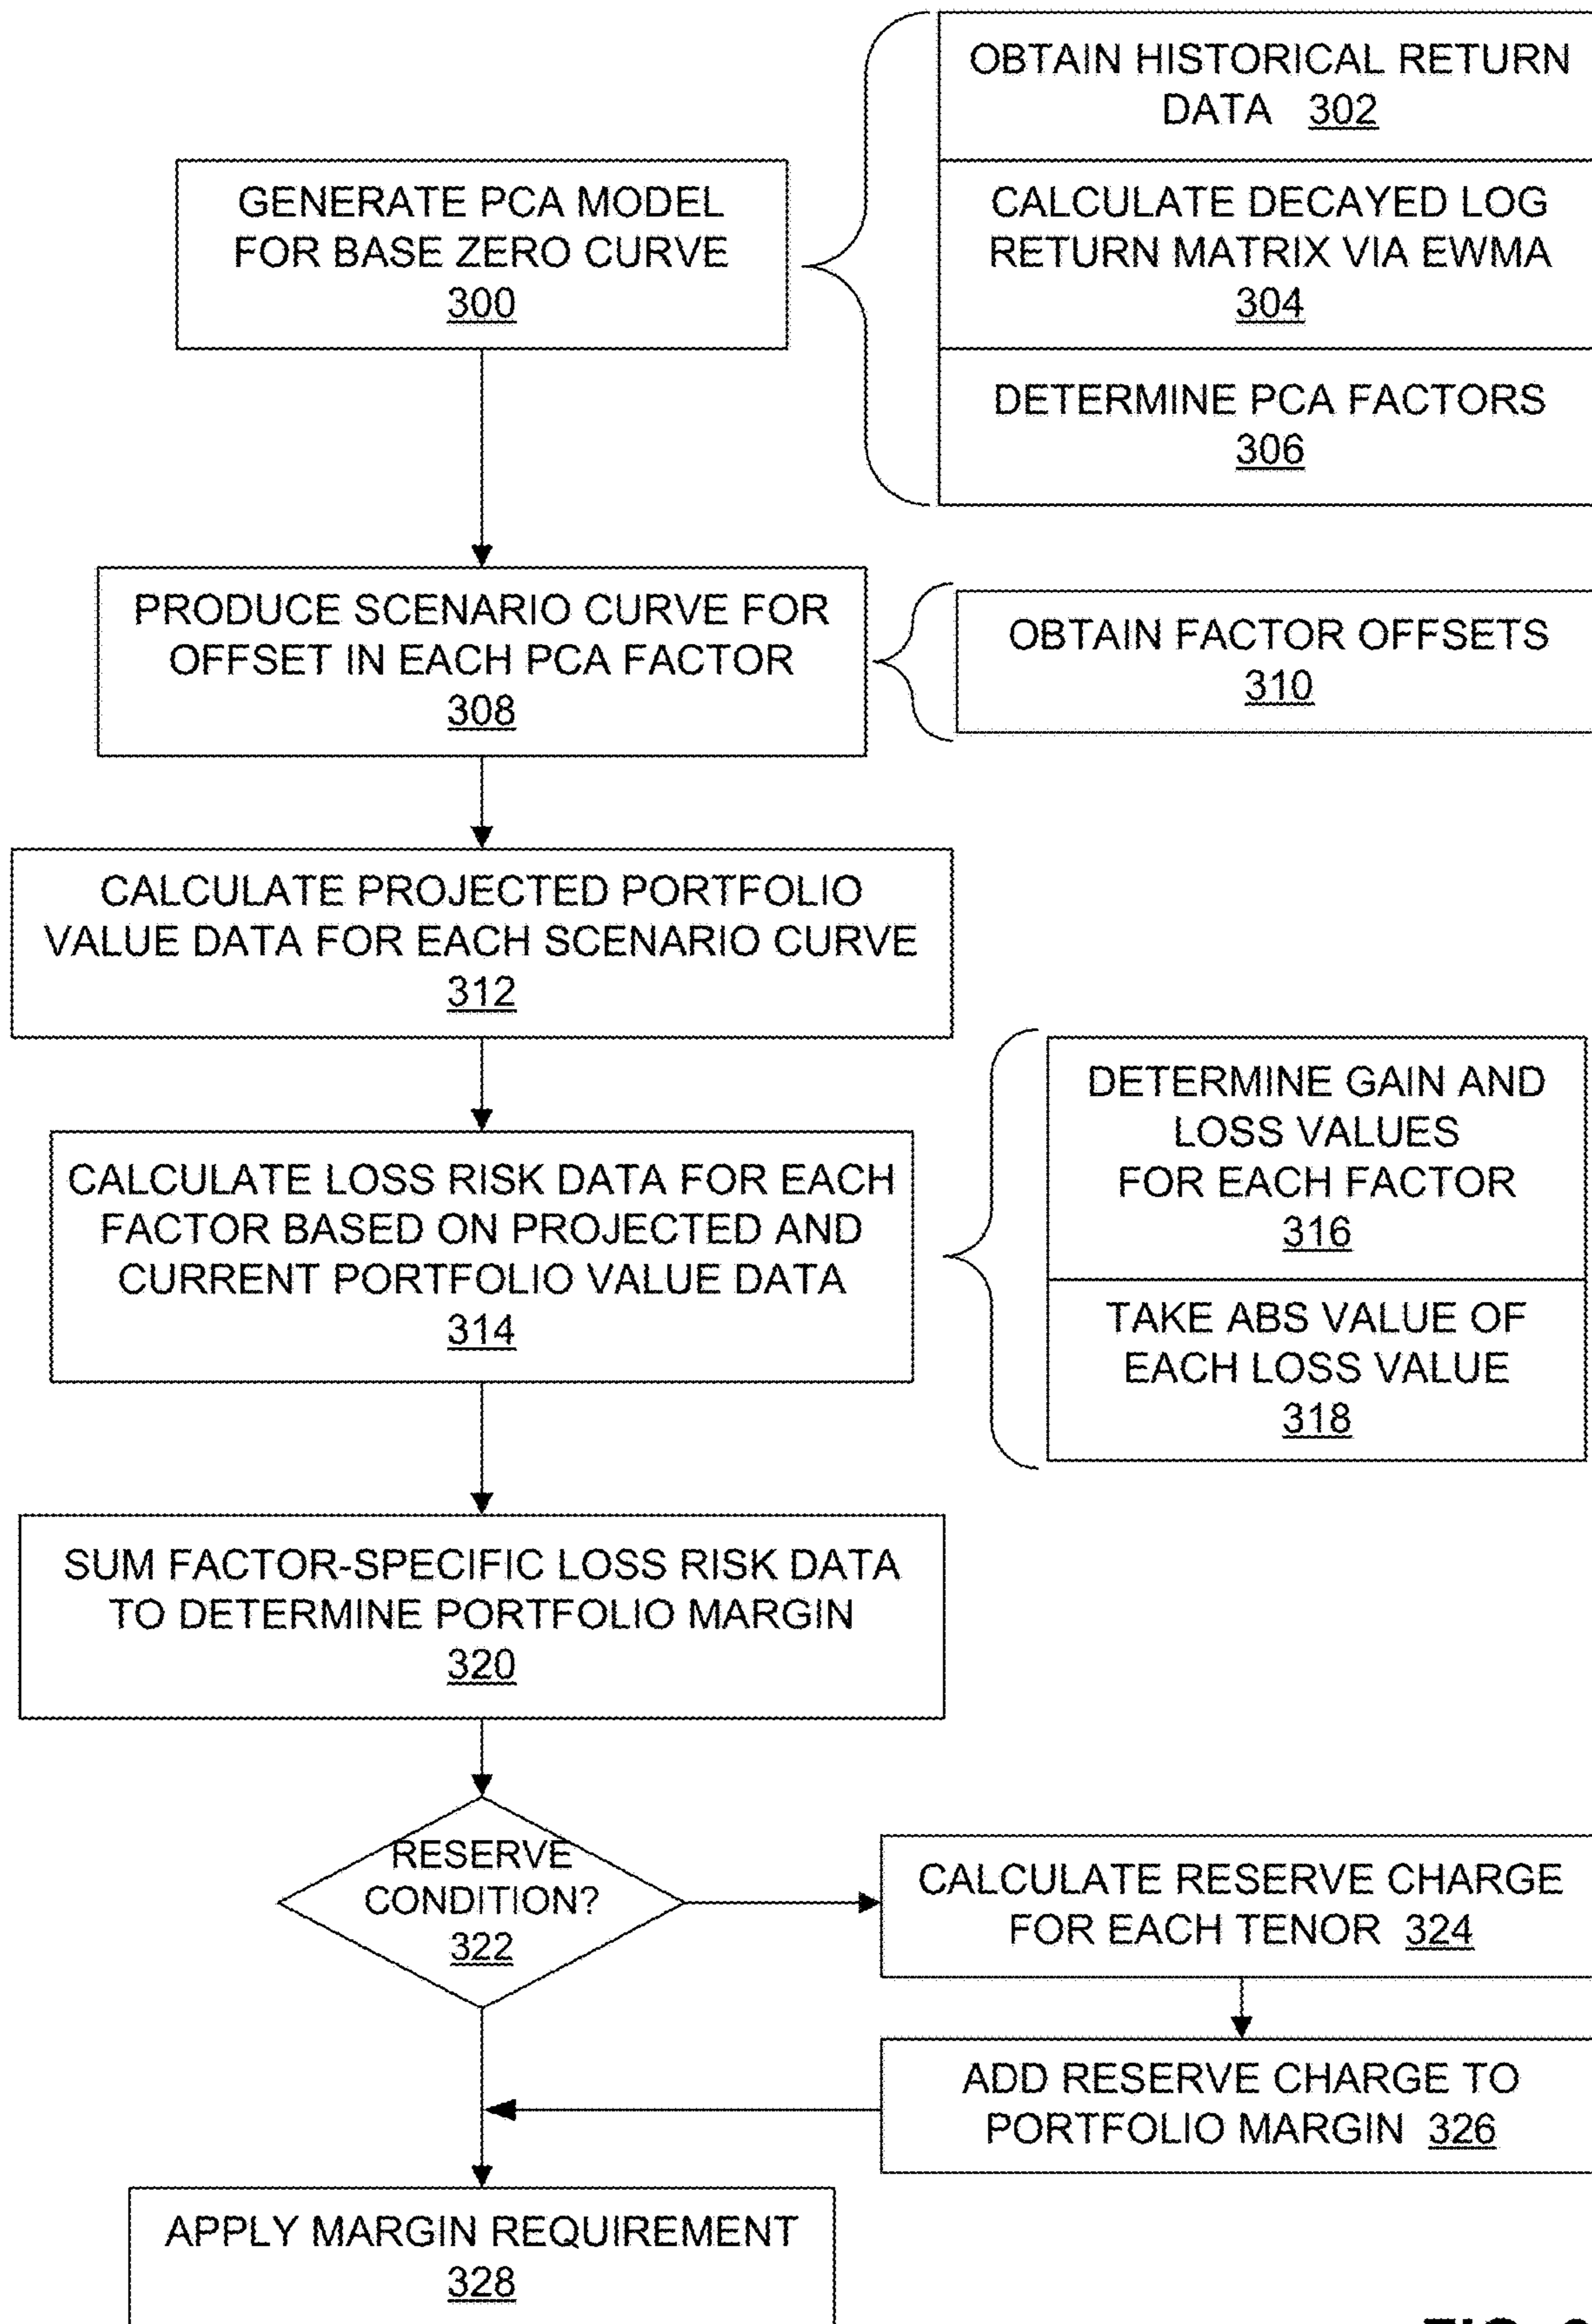 OBTAIN HISTORICAL RETURN
DATA 302
GENERATE PCA MODEL
FOR BASE ZERO CURVE
300
CALCULATE DECAYED LOG
RETURN MATRIX VIA EWMA
304
DETERMINE PCA FACTORS
306
PRODUCE SCENARIO CURVE FOR
OFFSET IN EACH PCA FACTOR
308
OBTAIN FACTOR OFFSETS
310
CALCULATE PROJECTED PORTFOLIO
VALUE DATA FOR EACH SCENARIO CURVE
312
CALCULATE LOSS RISK DATA FOR EACH
FACTOR BASED ON PROJECTED AND
CURRENT PORTFOLIO VALUE DATA
314
DETERMINE GAIN AND
LOSS VALUES
FOR EACH FACTOR
316
TAKE ABS VALUE OF
EACH LOSS VALUE
318
SUM FACTOR-SPECIFIC LOSS RISK DATA
TO DETERMINE PORTFOLIO MARGIN
320
RESERVE
CONDITION?
322
CALCULATE RESERVE CHARGE
FOR EACH TENOR 324
ADD RESERVE CHARGE TO
PORTFOLIO MARGIN 326
APPLY MARGIN REQUIREMENT
328